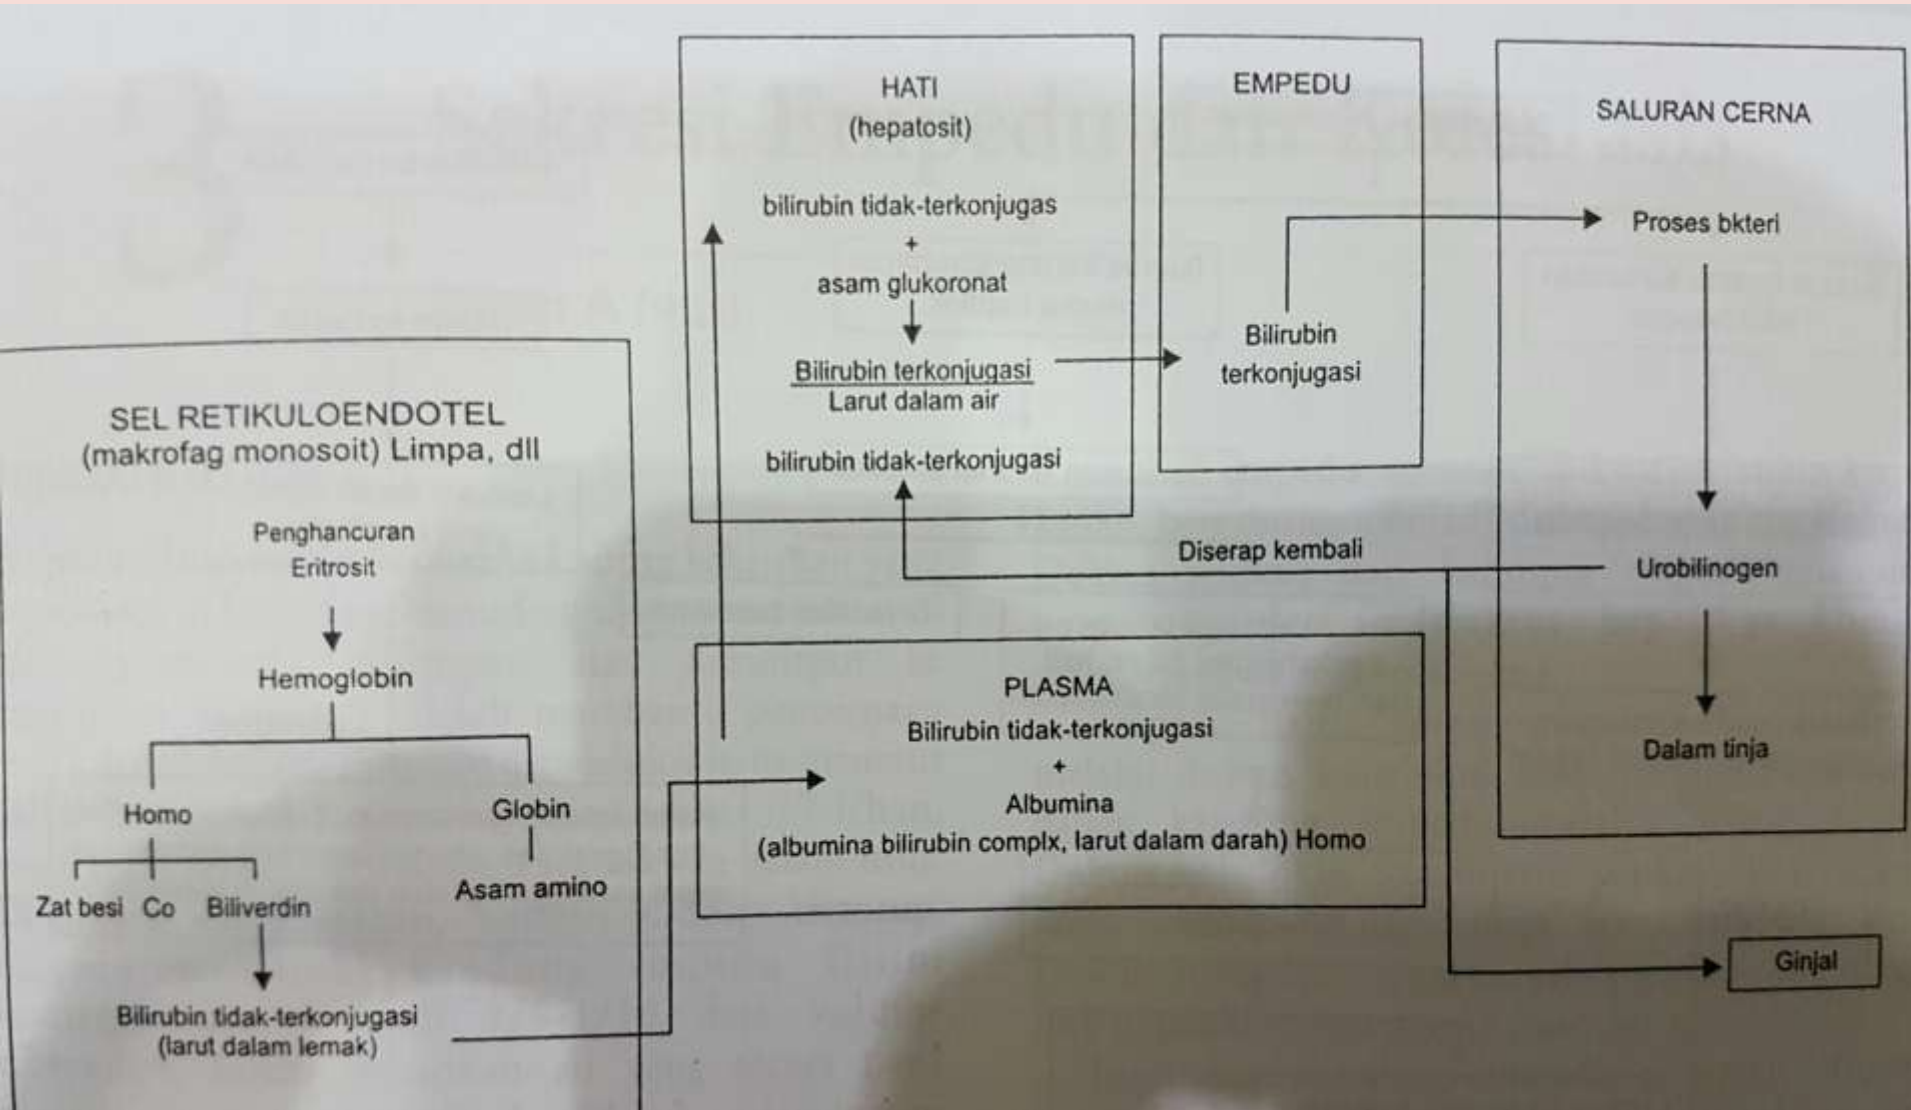 HATI
(hepatosit)
bilirubin tidak-terkonjugas
+
asam glukoronat
Bilirubin terkonjugasi
Larut dalam air
bilirubin tidak-terkonjugasi
EMPEDU
Bilirubin
terkonjugasi
SALURAN CERNA
Proses bkteri
Urobilinogen
Dalam tinja
Diserap kembali
SEL RETIKULOENDOTEL
(makrofag monosoit) Limpa, dll
Penghancuran
Eritrosit
Hemoglobin
Homo
Globin
Zat besi Co Biliverdin
Asam amino
Bilirubin tidak-terkonjugasi
(larut dalam lemak)
PLASMA
Bilirubin tidak-terkonjugasi
+
Albumina
(albumina bilirubin complx, larut dalam darah) Homo
Ginjal